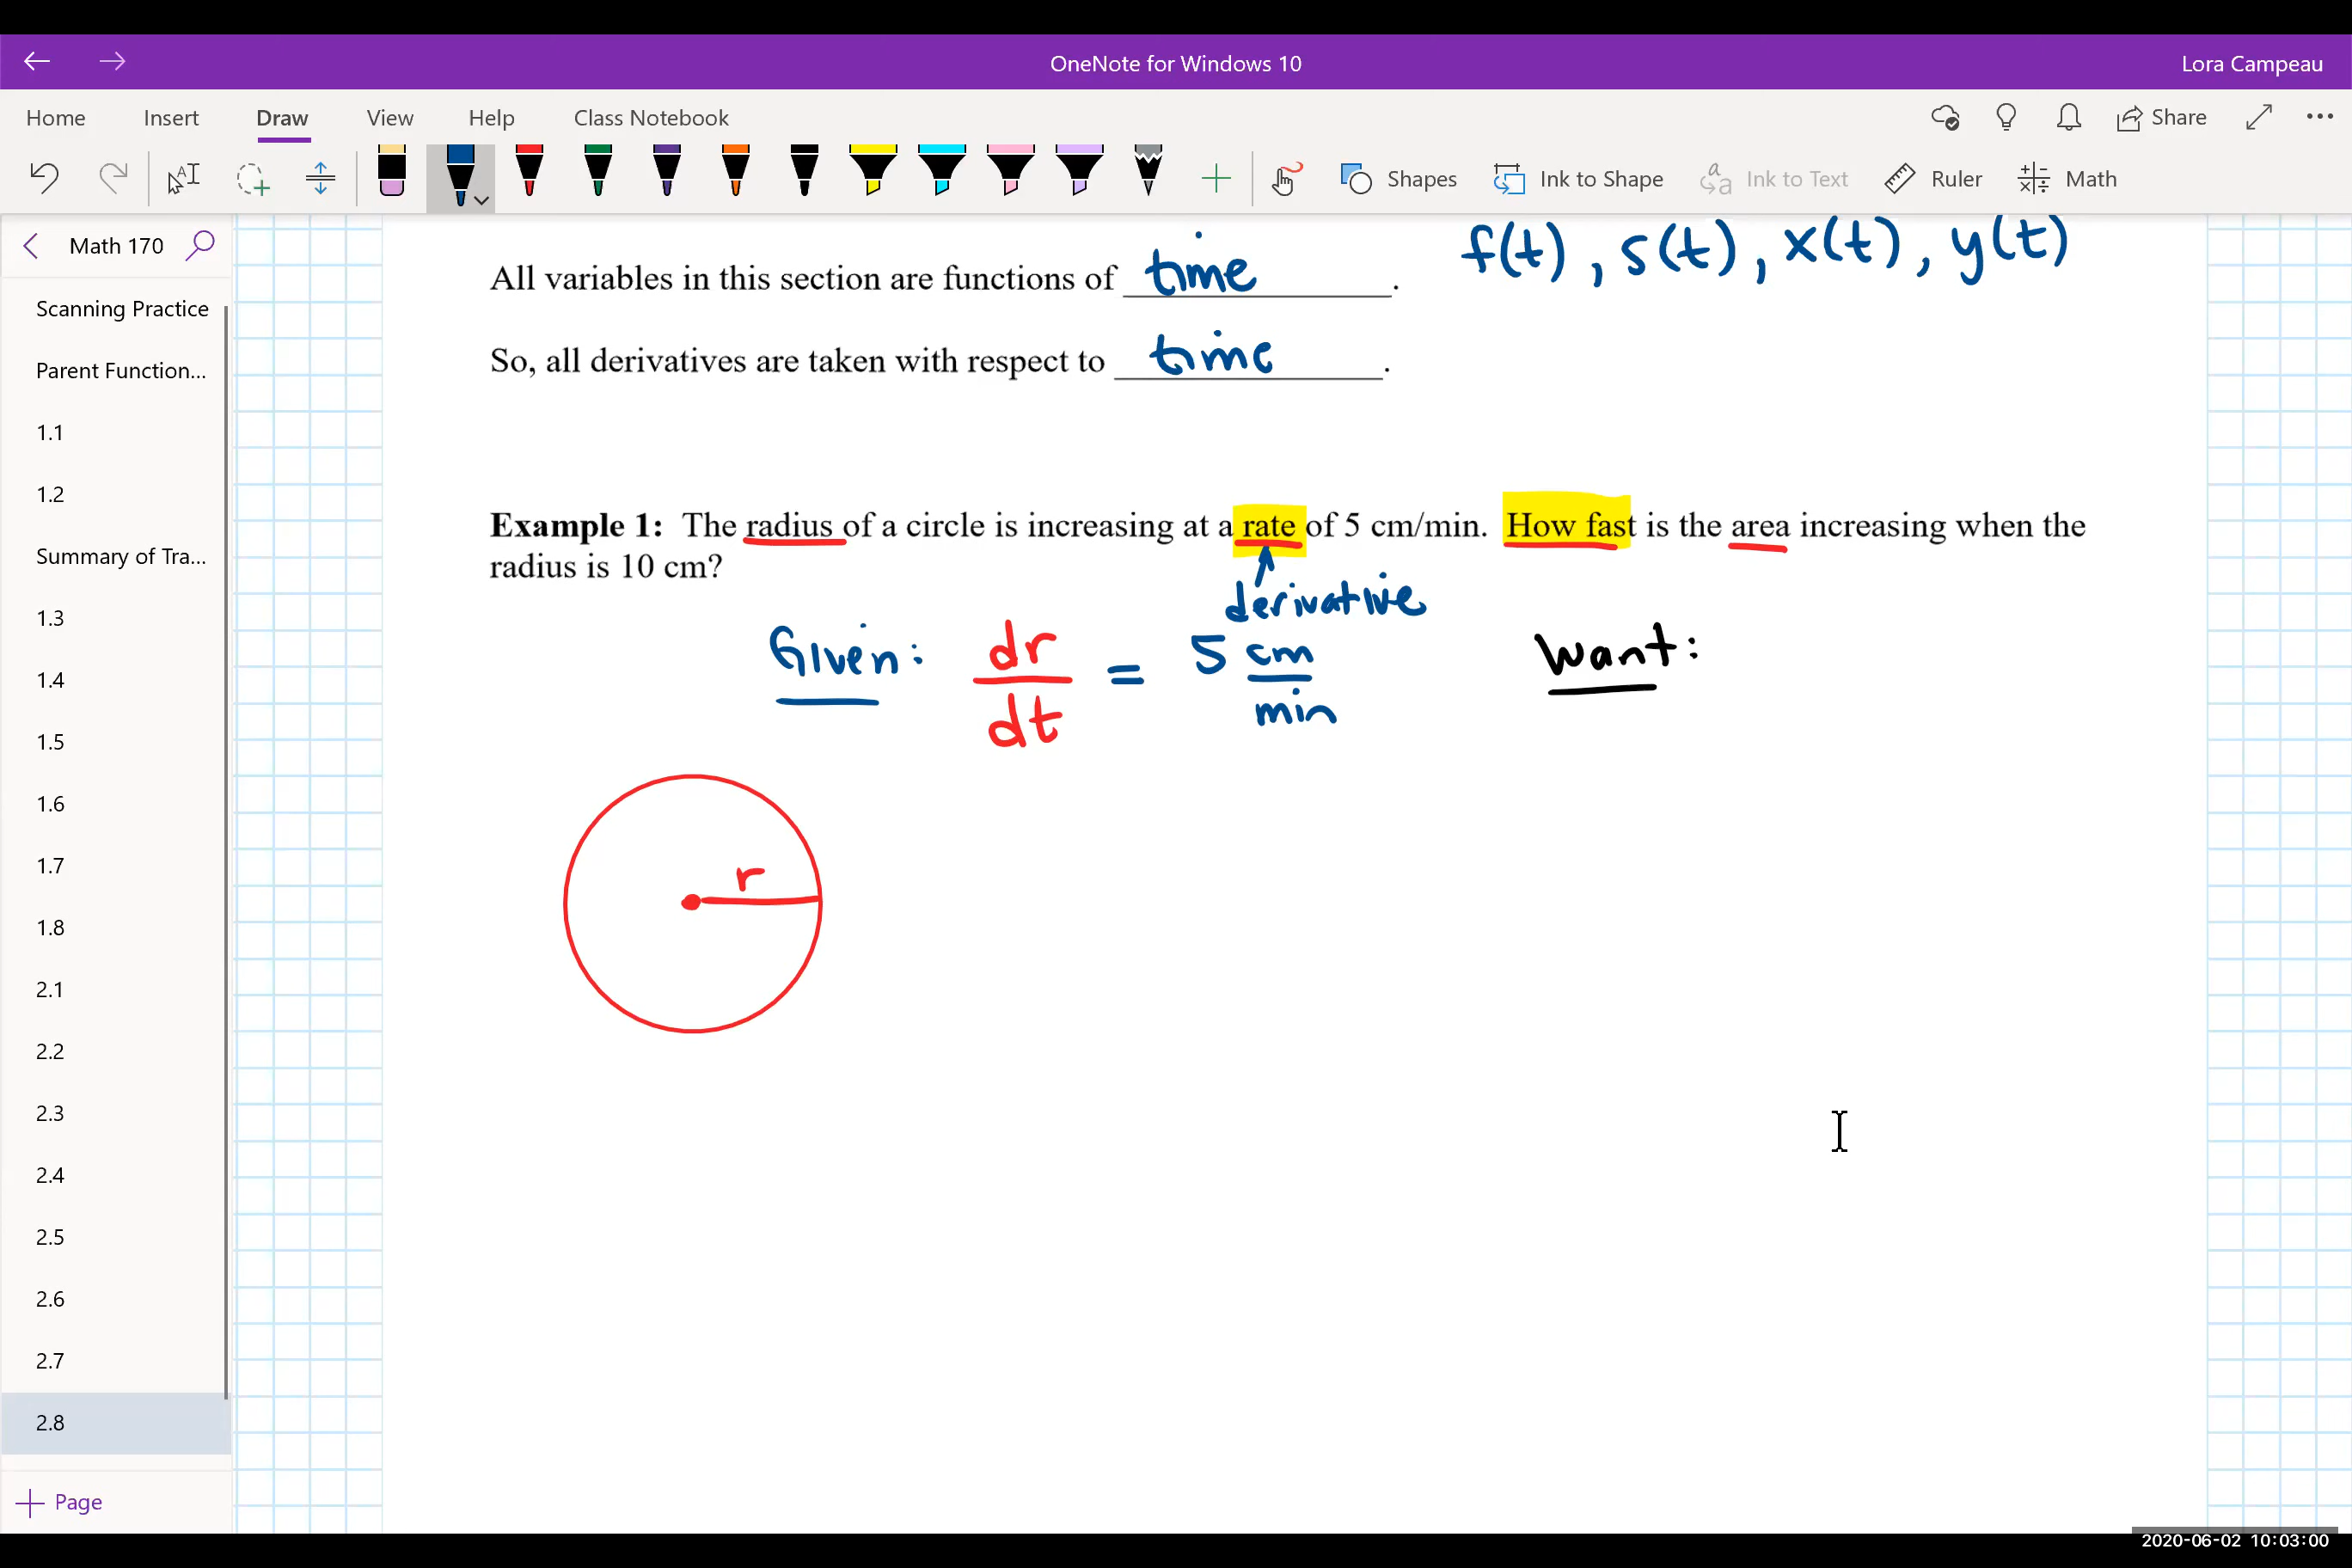 OneNote for Windows 10
Lora Campeau
Home Insert Draw View Help Class Notebook
Share
Shapes Ink to Shape Ink to Text Ruler Math
Math 170
Scanning Practice
Parent Function...
1.1
1.2
Summary of Tra...
1.3
1.4
1.5
1.6
1.7
1.8
2.1
2.2
2.3
2.4
2.5
2.6
2.7
2.8
Page
f(t), s(t), x(t), y(t)
All variables in this section are functions of time.
So, all derivatives are taken with respect to time.
Example 1: The radius of a circle is increasing at a rate of 5 cm/min. How fast is the area increasing when the
radius is 10 cm?
derivative
Given: dr/dt = 5 cm/min
Want:
r
2020-06-02 10:03:00